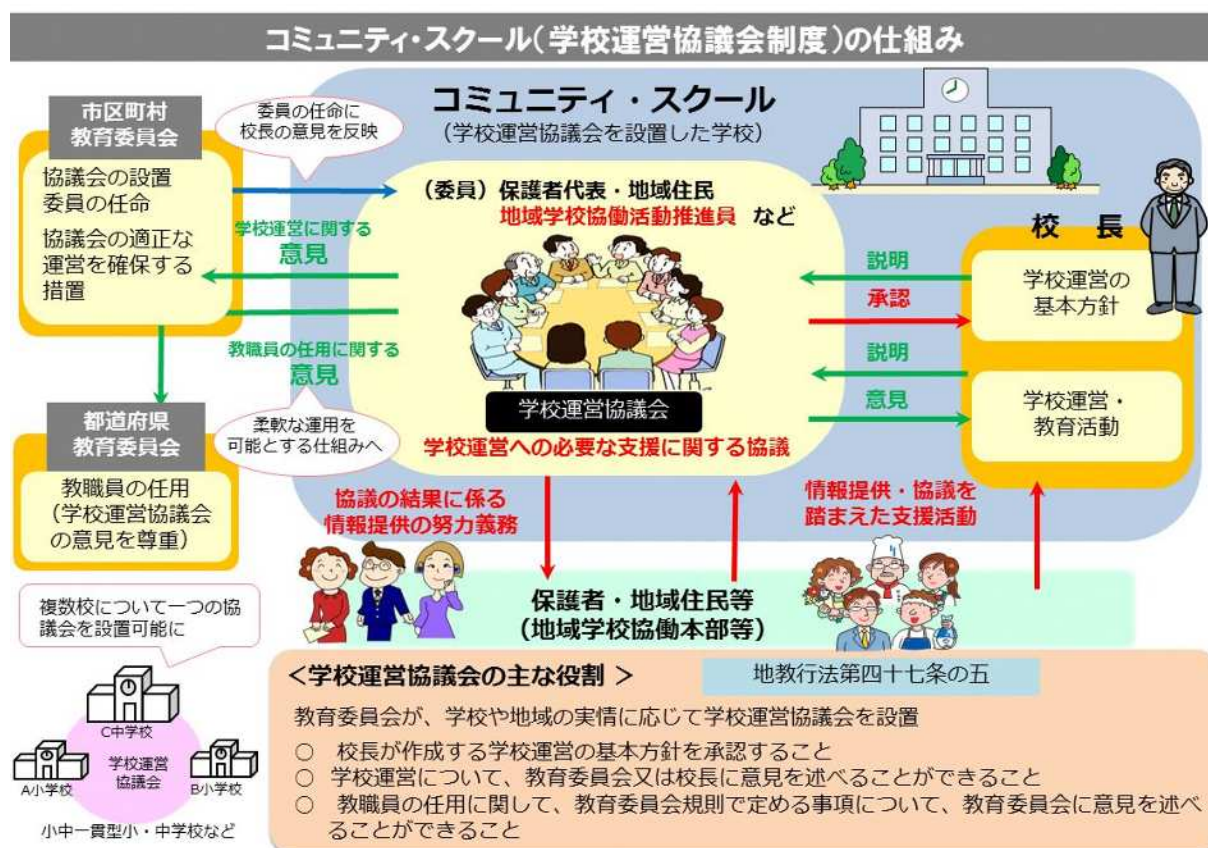 コミュニティ・スクール(学校運営協議会制度)の仕組み
市区町村
教育委員会
協議会の設置
委員の任命
協議会の適正な
運営を確保する
措置
委員の任命に
校長の意見を反映
学校運営に関する
意見
教職員の任用に関する
意見
柔軟な運用を
可能とする仕組みへ
都道府県
教育委員会
教職員の任用
(学校運営協議会
の意見を尊重)
コミュニティ・スクール
(学校運営協議会を設置した学校)
(委員)保護者代表・地域住民
地域学校協働活動推進員 など
学校運営協議会
学校運営への必要な支援に関する協議
説明
承認
説明
意見
校 長
学校運営の
基本方針
学校運営・
教育活動
協議の結果に係る
情報提供の努力義務
情報提供・協議を
踏まえた支援活動
保護者・地域住民等
(地域学校協働本部等)
複数校について一つの協
議会を設置可能に
C中学校
学校運営
協議会
A小学校
B小学校
小中一貫型小・中学校など
<学校運営協議会の主な役割 >
地教行法第四十七条の五
教育委員会が、学校や地域の実情に応じて学校運営協議会を設置
○ 校長が作成する学校運営の基本方針を承認すること
○ 学校運営について、教育委員会又は校長に意見を述べることができること
○ 教職員の任用に関して、教育委員会規則で定める事項について、教育委員会に意見を述べ
ることができること